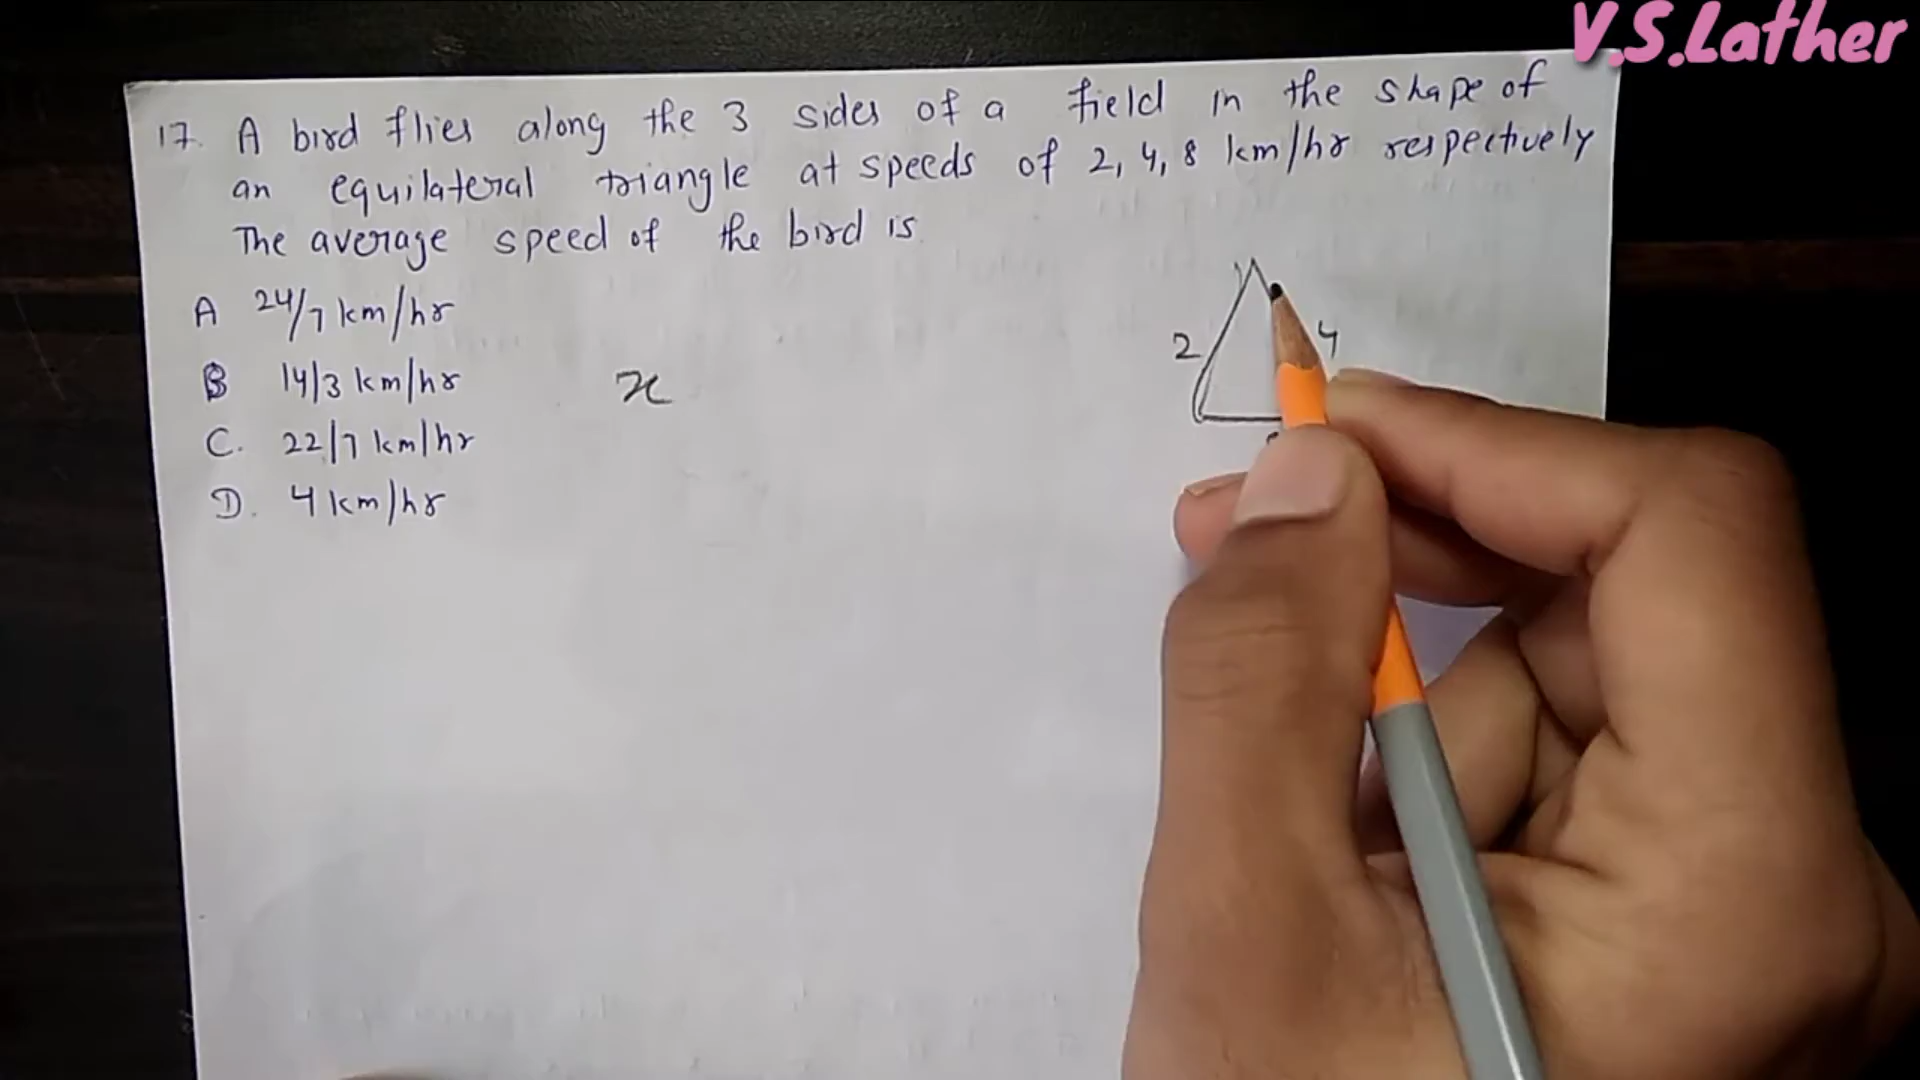 V.S.Lather
17. A bird flies along the 3 sides of a field in the shape of
an equilateral triangle at speeds of 2, 4, 8 km/hr respectively
The average speed of the bird is
A 24/7 km/hr
B 14/3 km/hr
C. 22/7 km/hr
D. 4 km/hr
x
2
4